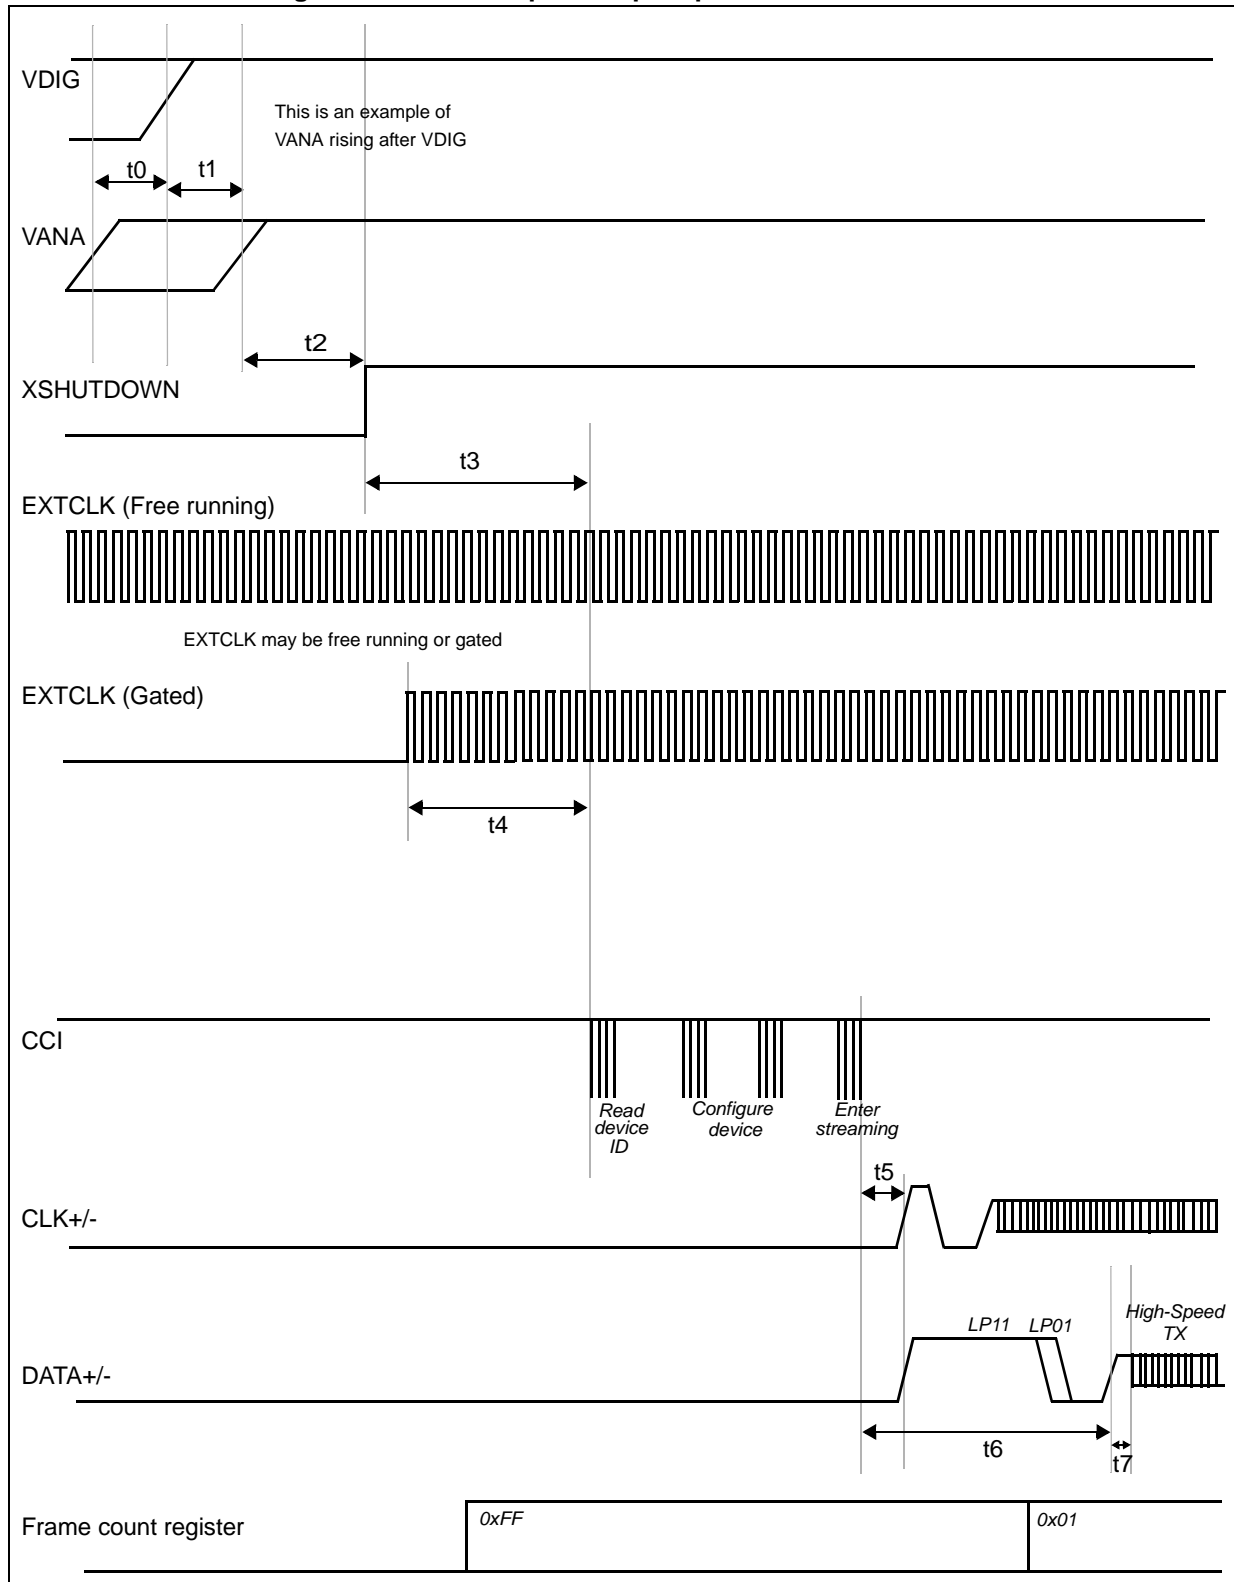 VDIG
This is an example of
VANA rising after VDIG
t0
t1
VANA
t2
XSHUTDOWN
t3
EXTCLK (Free running)
EXTCLK may be free running or gated
EXTCLK (Gated)
t4
CCI
Read
device
ID
Configure
device
Enter
streaming
t5
CLK+/-
LP11
LP01
High-Speed
TX
DATA+/-
t6
t7
Frame count register
0xFF
0x01